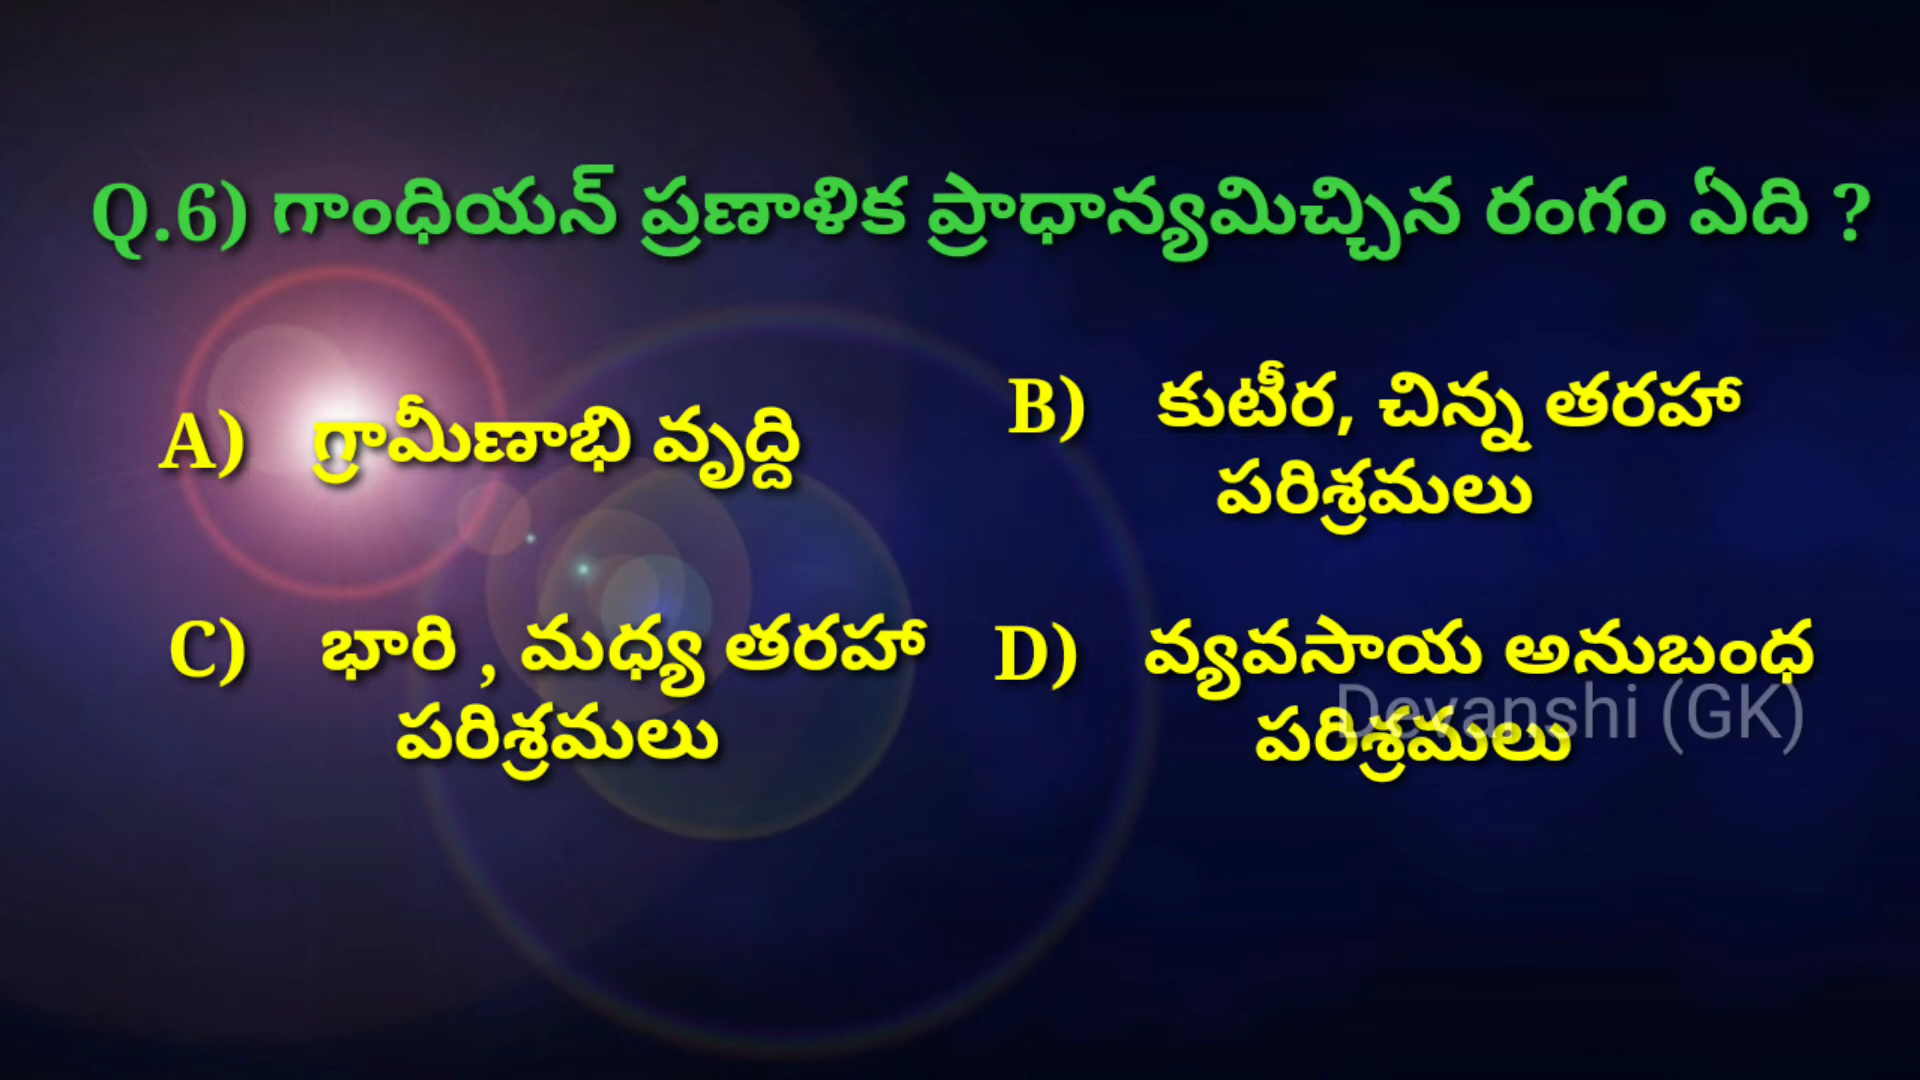 Q.6) గాంధియన్ ప్రణాళిక ప్రాధాన్యమిచ్చిన రంగం ఏది ?
A) గ్రామీణాభి వృద్ది
B) కుటీర, చిన్న తరహా
పరిశ్రమలు
C) భారి , మధ్య తరహా
పరిశ్రమలు
D) వ్యవసాయ అనుబంధ
పరిశ్రమలు
Devanshi (GK)